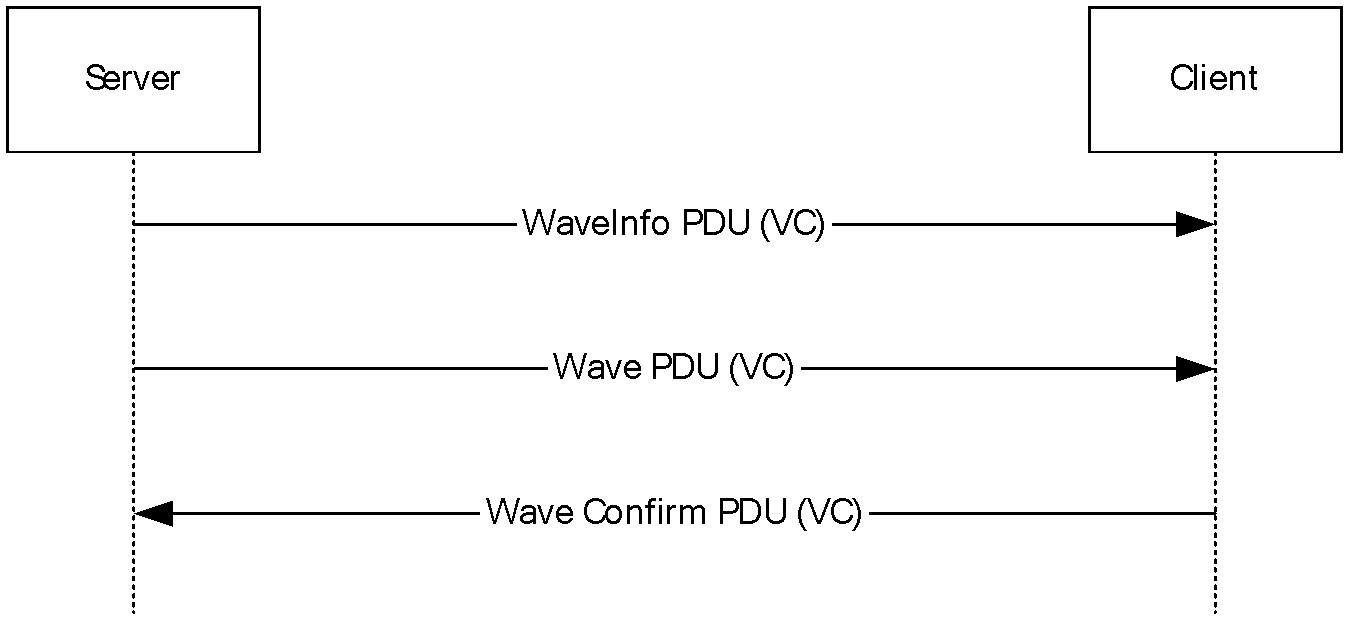 Server
Client
WaveInfo PDU (VC)
Wave PDU (VC)
Wave Confirm PDU (VC)